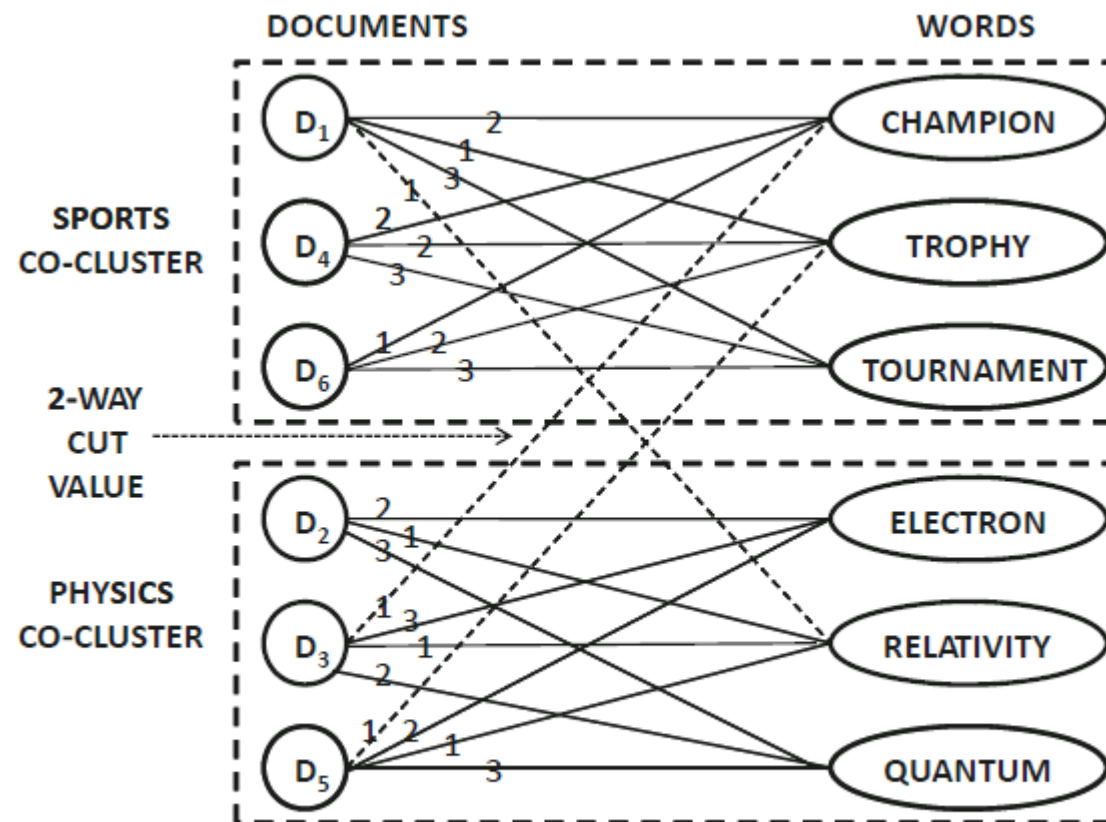 DOCUMENTS WORDS
D1 2 CHAMPION
1
3
1
SPORTS
CO-CLUSTER
2
D4 2 TROPHY
3
1 2
D6 3 TOURNAMENT
2-WAY
CUT
VALUE
2
D2 1 ELECTRON
3
PHYSICS
CO-CLUSTER
1 3
D3 1 RELATIVITY
2
1 2 1
D5 3 QUANTUM